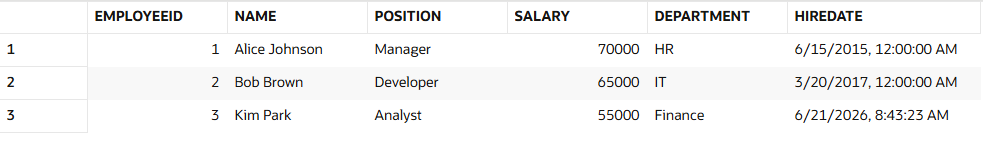 EMPLOYEEID NAME POSITION SALARY DEPARTMENT HIREDATE
1 1 Alice Johnson Manager 70000 HR 6/15/2015, 12:00:00 AM
2 2 Bob Brown Developer 65000 IT 3/20/2017, 12:00:00 AM
3 3 Kim Park Analyst 55000 Finance 6/21/2026, 8:43:23 AM